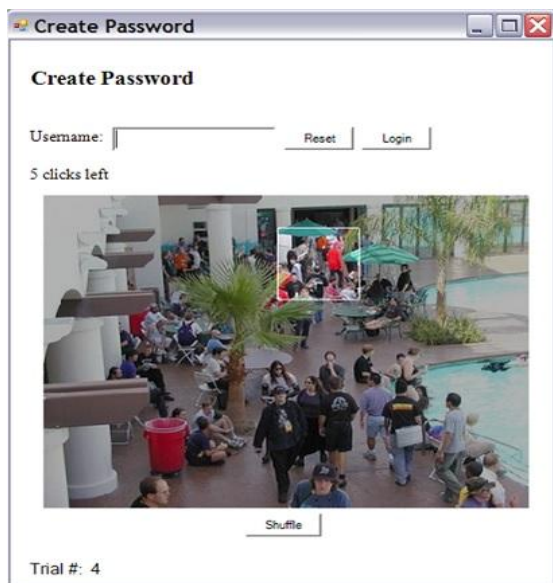 Create Password
Create Password
Username: Reset Login
5 clicks left
Shuffle
Trial #: 4